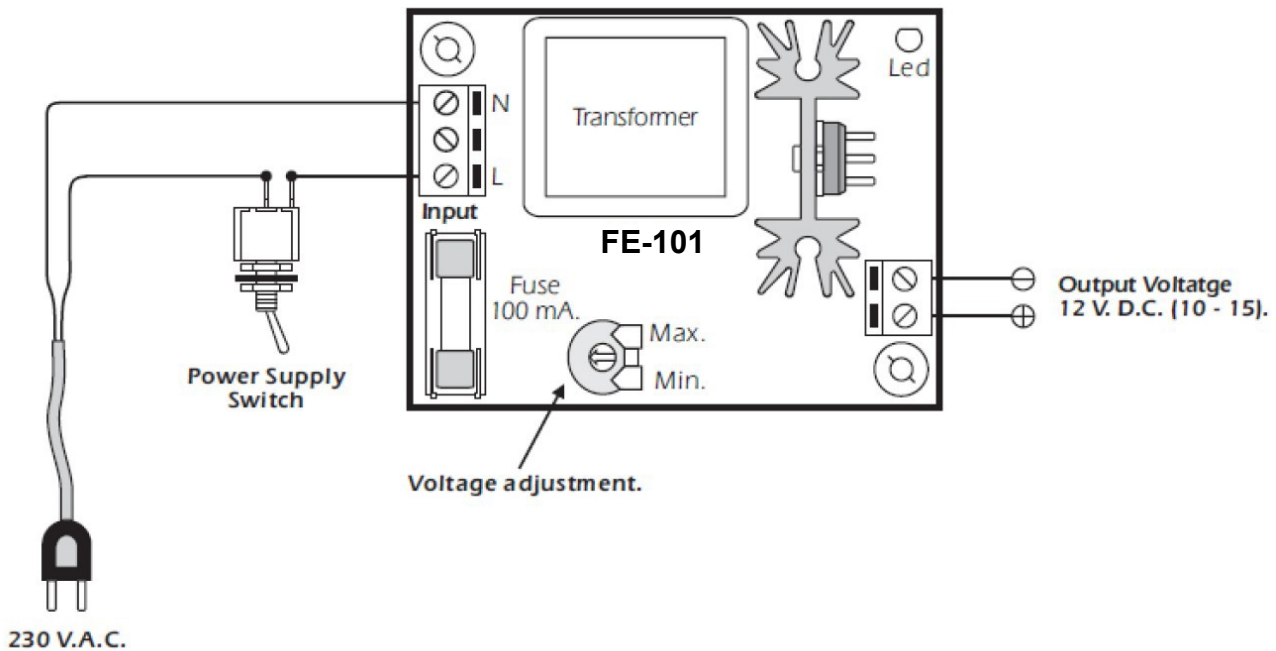 Led
N
Transformer
L
Input
FE-101
Fuse
100 mA.
Max.
Min.
Output Voltatge
12 V. D.C. (10 - 15).
Power Supply
Switch
Voltage adjustment.
230 V.A.C.